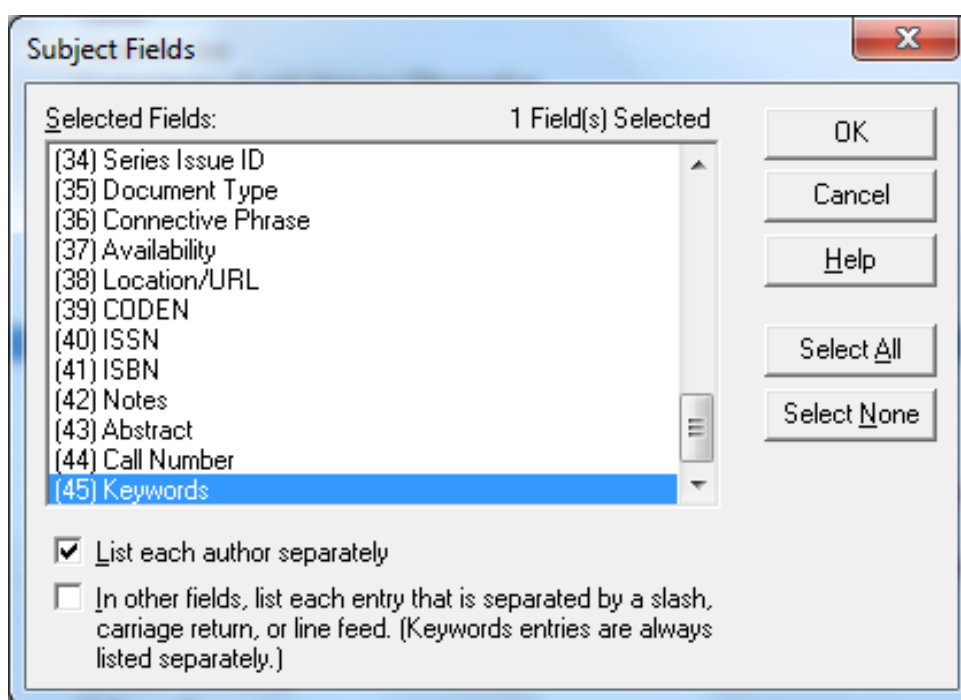 Subject Fields
Selected Fields: 1 Field(s) Selected
(34) Series Issue ID
(35) Document Type
(36) Connective Phrase
(37) Availability
(38) Location/URL
(39) CODEN
(40) ISSN
(41) ISBN
(42) Notes
(43) Abstract
(44) Call Number
(45) Keywords
OK
Cancel
Help
Select All
Select None
List each author separately
In other fields, list each entry that is separated by a slash,
carriage return, or line feed. (Keywords entries are always
listed separately.)